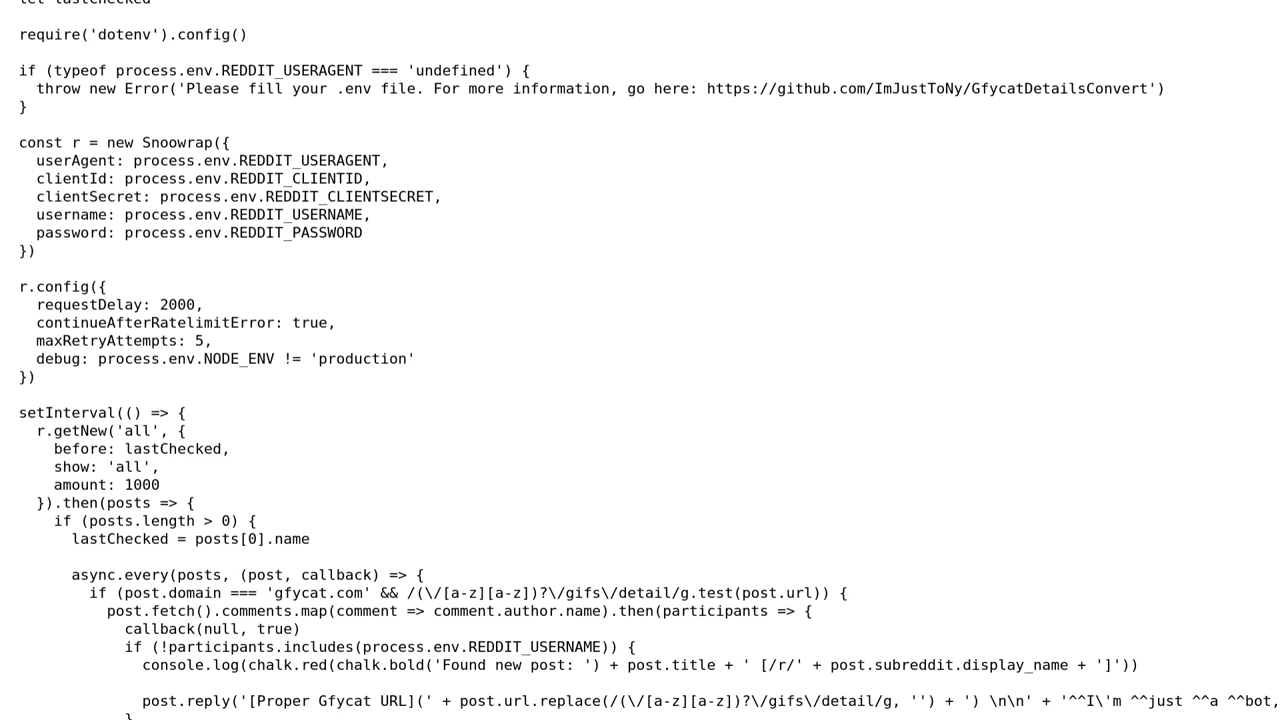 let lastChecked
require('dotenv').config()
if (typeof process.env.REDDIT_USERAGENT === 'undefined') {
  throw new Error('Please fill your .env file. For more information, go here: https://github.com/ImJustToNy/GfycatDetailsConvert')
}
const r = new Snoowrap({
  userAgent: process.env.REDDIT_USERAGENT,
  clientId: process.env.REDDIT_CLIENTID,
  clientSecret: process.env.REDDIT_CLIENTSECRET,
  username: process.env.REDDIT_USERNAME,
  password: process.env.REDDIT_PASSWORD
})
r.config({
  requestDelay: 2000,
  continueAfterRatelimitError: true,
  maxRetryAttempts: 5,
  debug: process.env.NODE_ENV != 'production'
})
setInterval(() => {
  r.getNew('all', {
    before: lastChecked,
    show: 'all',
    amount: 1000
  }).then(posts => {
    if (posts.length > 0) {
      lastChecked = posts[0].name
      async.every(posts, (post, callback) => {
        if (post.domain === 'gfycat.com' && /(\/[a-z][a-z])?\/gifs\/detail/g.test(post.url)) {
          post.fetch().comments.map(comment => comment.author.name).then(participants => {
            callback(null, true)
            if (!participants.includes(process.env.REDDIT_USERNAME)) {
              console.log(chalk.red(chalk.bold('Found new post: ') + post.title + ' [/r/' + post.subreddit.display_name + ']'))
              post.reply('[Proper Gfycat URL](' + post.url.replace(/(\/[a-z][a-z])?\/gifs\/detail/g, '') + ') \n\n' + '^^I\'m ^^just ^^a ^^bot,
            }